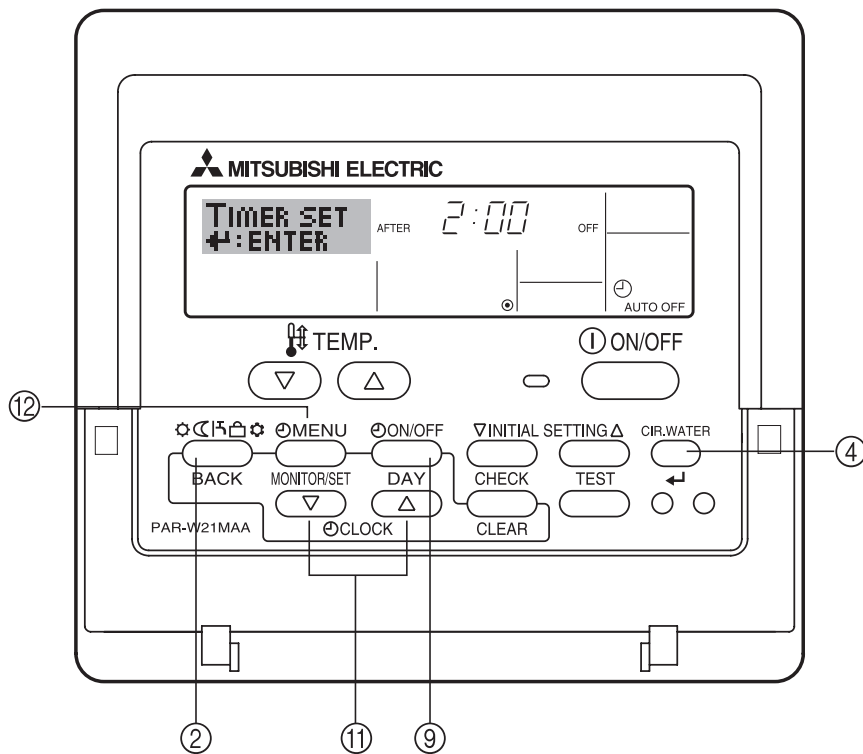 MITSUBISHI ELECTRIC
TIMER SET
↵:ENTER
AFTER 2:00 OFF
AUTO OFF
TEMP.
ON/OFF
⑫
MENU ON/OFF ▽INITIAL SETTING△ CIR.WATER
④
BACK MONITOR/SET DAY CHECK TEST ↵
▽ △
PAR-W21MAA CLOCK CLEAR
② ⑪ ⑨